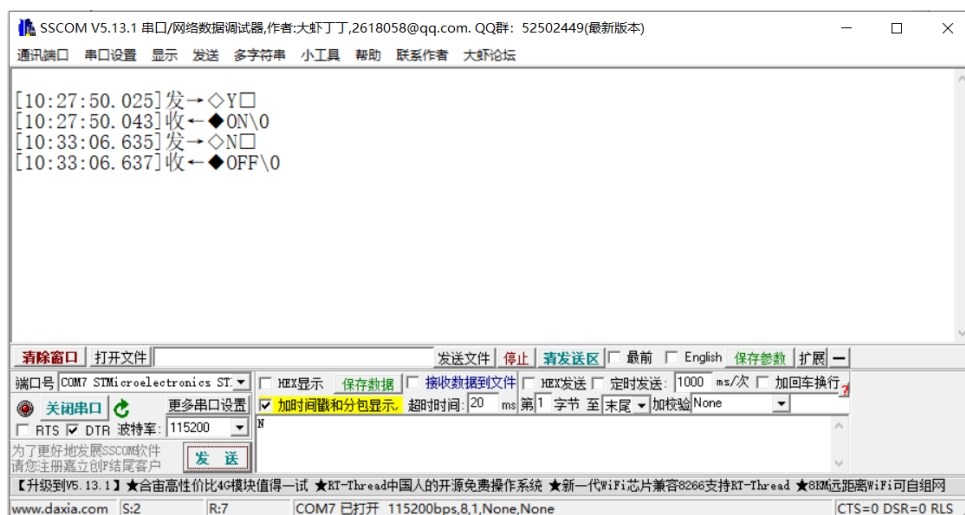 SSCOM V5.13.1 串口/网络数据调试器,作者:大虾丁丁,2618058@qq.com. QQ群: 52502449(最新版本)
通讯端口 串口设置 显示 发送 多字符串 小工具 帮助 联系作者 大虾论坛
[10:27:50.025]发→◇Y□
[10:27:50.043]收←◆ON\0
[10:33:06.635]发→◇N□
[10:33:06.637]收←◆OFF\0
清除窗口 打开文件 发送文件 停止 清发送区 最前 English 保存参数 扩展 —
端口号 COM7 STMicroelectronics ST. HEX显示 保存数据 接收数据到文件 HEX发送 定时发送: 1000 ms/次 加回车换行 ?
关闭串口 更多串口设置 加时间戳和分包显示, 超时时间: 20 ms 第1 字节 至 末尾 加校验 None
RTS DTR 波特率: 115200 N
为了更好地发展SSCOM软件
请您注册嘉立创F结尾客户
发 送
【升级到V5.13.1】★合宙高性价比4G模块值得一试 ★RT-Thread中国人的开源免费操作系统 ★新一代WiFi芯片兼容8266支持RT-Thread ★8KM远距离WiFi可自组网
www.daxia.com S:2 R:7 COM7 已打开 115200bps,8,1,None,None CTS=0 DSR=0 RLS